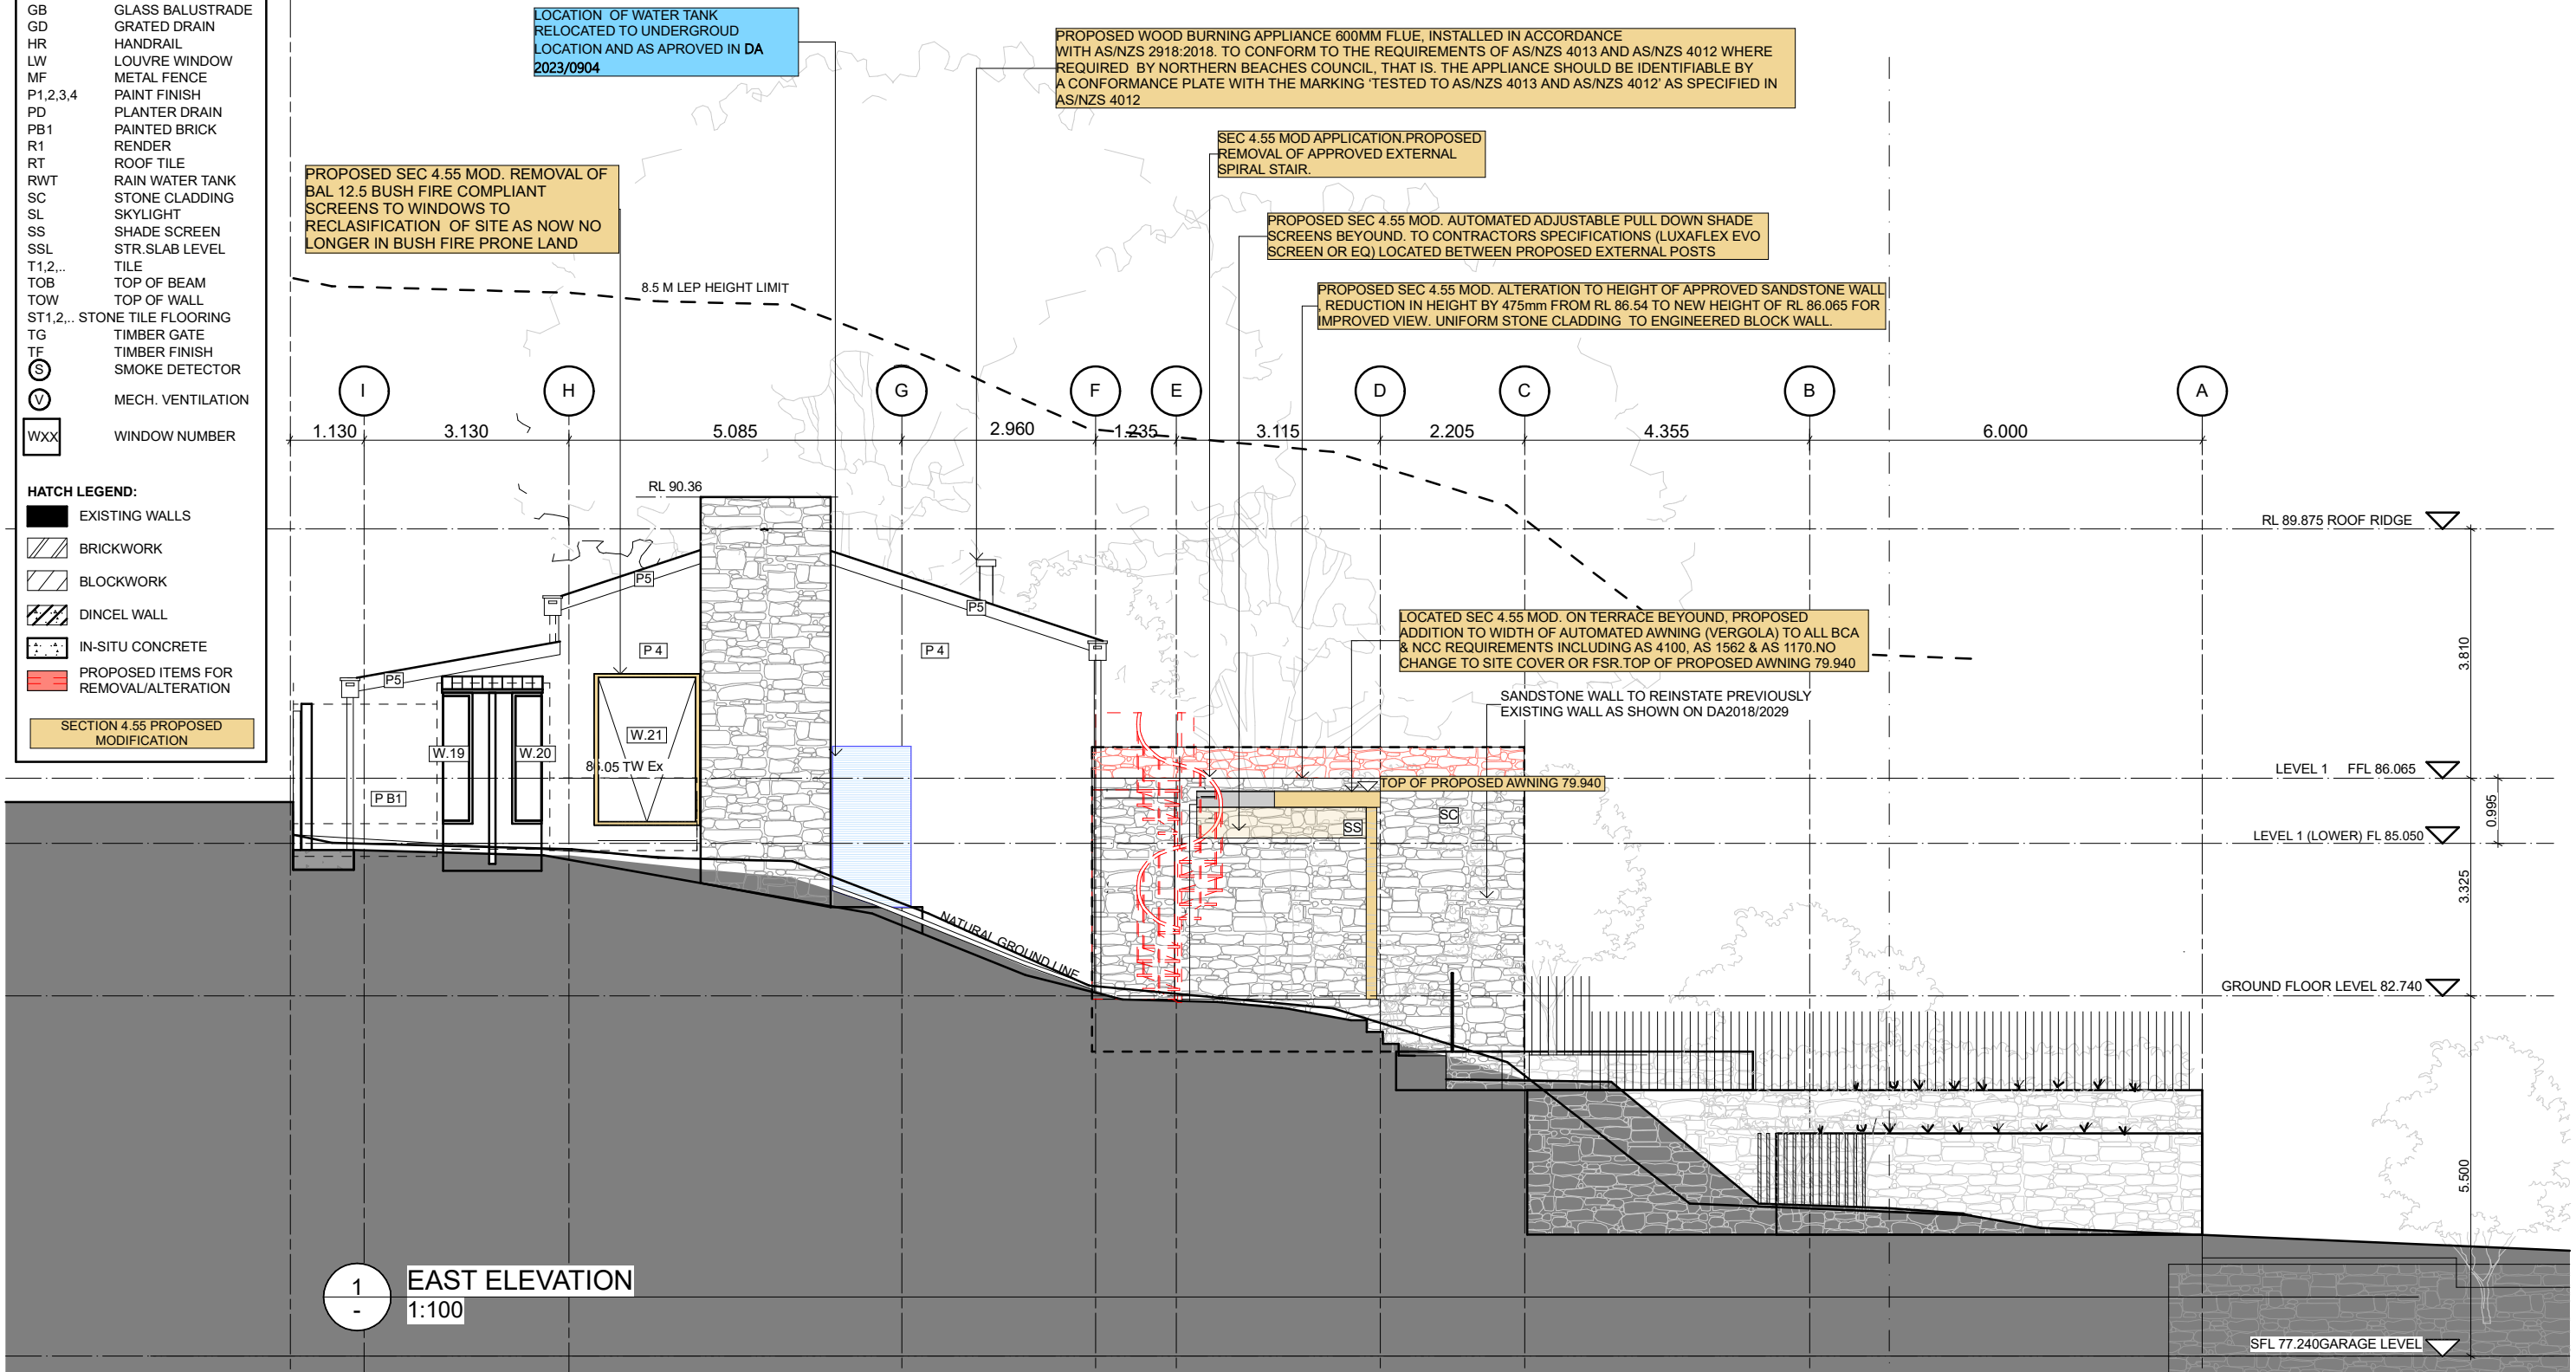 GB GLASS BALUSTRADE
GD GRATED DRAIN
HR HANDRAIL
LW LOUVRE WINDOW
MF METAL FENCE
P1,2,3,4 PAINT FINISH
PD PLANTER DRAIN
PB1 PAINTED BRICK
R1 RENDER
RT ROOF TILE
RWT RAIN WATER TANK
SC STONE CLADDING
SL SKYLIGHT
SS SHADE SCREEN
SSL STR.SLAB LEVEL
T1,2,.. TILE
TOB TOP OF BEAM
TOW TOP OF WALL
ST1,2,.. STONE TILE FLOORING
TG TIMBER GATE
TF TIMBER FINISH
S SMOKE DETECTOR
V MECH. VENTILATION
WXX WINDOW NUMBER
HATCH LEGEND:
EXISTING WALLS
BRICKWORK
BLOCKWORK
DINCEL WALL
IN-SITU CONCRETE
PROPOSED ITEMS FOR
REMOVAL/ALTERATION
SECTION 4.55 PROPOSED
MODIFICATION
LOCATION OF WATER TANK
RELOCATED TO UNDERGROUD
LOCATION AND AS APROVED IN DA
2023/0904
PROPOSED WOOD BURNING APPLIANCE 600MM FLUE, INSTALLED IN ACCORDANCE
WITH AS/NZS 2918:2018. TO CONFORM TO THE REQUIREMENTS OF AS/NZS 4013 AND AS/NZS 4012 WHERE
REQUIRED BY NORTHERN BEACHES COUNCIL, THAT IS. THE APPLIANCE SHOULD BE IDENTIFIABLE BY
A CONFORMANCE PLATE WITH THE MARKING 'TESTED TO AS/NZS 4013 AND AS/NZS 4012' AS SPECIFIED IN
AS/NZS 4012
SEC 4.55 MOD APPLICATION.PROPOSED
REMOVAL OF APPROVED EXTERNAL
SPIRAL STAIR.
PROPOSED SEC 4.55 MOD. REMOVAL OF
BAL 12.5 BUSH FIRE COMPLIANT
SCREENS TO WINDOWS TO
RECLASIFICATION OF SITE AS NOW NO
LONGER IN BUSH FIRE PRONE LAND
PROPOSED SEC 4.55 MOD. AUTOMATED ADJUSTABLE PULL DOWN SHADE
SCREENS BEYOUND. TO CONTRACTORS SPECIFICATIONS (LUXAFLEX EVO
SCREEN OR EQ) LOCATED BETWEEN PROPOSED EXTERNAL POSTS
8.5 M LEP HEIGHT LIMIT
PROPOSED SEC 4.55 MOD. ALTERATION TO HEIGHT OF APPROVED SANDSTONE WALL
, REDUCTION IN HEIGHT BY 475mm FROM RL 86.54 TO NEW HEIGHT OF RL 86.065 FOR
IMPROVED VIEW. UNIFORM STONE CLADDING TO ENGINEERED BLOCK WALL.
I H G F E D C B A
1.130 3.130 5.085 2.960 1.235 3.115 2.205 4.355 6.000
RL 90.36
RL 89.875 ROOF RIDGE
P5
P5
P 4
P 4
P5
LOCATED SEC 4.55 MOD. ON TERRACE BEYOUND, PROPOSED
ADDITION TO WIDTH OF AUTOMATED AWNING (VERGOLA) TO ALL BCA
& NCC REQUIREMENTS INCLUDING AS 4100, AS 1562 & AS 1170.NO
CHANGE TO SITE COVER OR FSR.TOP OF PROPOSED AWNING 79.940
3.810
SANDSTONE WALL TO REINSTATE PREVIOUSLY
EXISTING WALL AS SHOWN ON DA2018/2029
W.19 W.20 W.21
86.05 TW Ex
P B1
TOP OF PROPOSED AWNING 79.940
LEVEL 1 FFL 86.065
0.995
SS
SC
LEVEL 1 (LOWER) FL 85.050
3.325
NATURAL GROUND LINE
GROUND FLOOR LEVEL 82.740
5.500
1
-
EAST ELEVATION
1:100
SFL 77.240GARAGE LEVEL